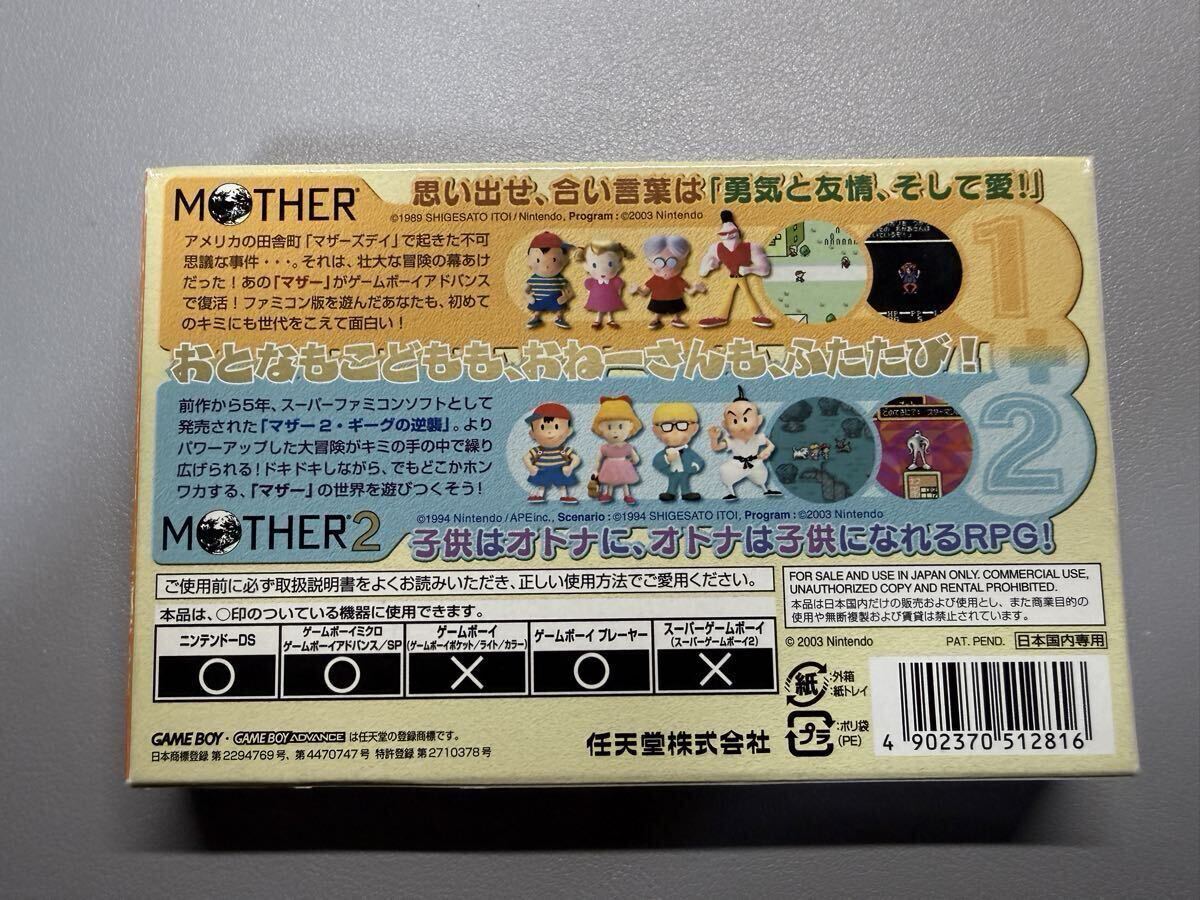 MOTHER®
思い出せ、合い言葉は「勇気と友情、そして愛!」
©1989 SHIGESATO ITOI/Nintendo, Program:©2003 Nintendo
アメリカの田舎町「マザーズデイ」で起きた不可
思議な事件・・・。それは、壮大な冒険の幕あけ
だった!あの「マザー」がゲームボーイアドバンス
で復活!ファミコン版を遊んだあなたも、初めて
のキミにも世代をこえて面白い!
1+2
おとなもこどもも、おねーさんも、ふたたび!
前作から5年、スーパーファミコンソフトとして
発売された「マザー2・ギーグの逆襲」。より
パワーアップした大冒険がキミの手の中で繰り
広げられる!ドキドキしながら、でもどこかホン
ワカする、「マザー」の世界を遊びつくそう!
MOTHER®2
©1994 Nintendo/APEinc., Scenario:©1994 SHIGESATO ITOI, Program:©2003 Nintendo
子供はオトナに、オトナは子供になれるRPG!
ご使用前に必ず取扱説明書をよくお読みいただき、正しい使用方法でご愛用ください。
本品は、○印のついている機器に使用できます。
ニンテンドーDS
ゲームボーイミクロ
ゲームボーイアドバンス/SP
ゲームボーイ
(ゲームボーイポケット/ライト/カラー)
ゲームボーイ プレーヤー
スーパーゲームボーイ
(スーパーゲームボーイ2)
○ ○ × ○ ×
FOR SALE AND USE IN JAPAN ONLY. COMMERCIAL USE,
UNAUTHORIZED COPY AND RENTAL PROHIBITED.
本品は日本国内だけの販売および使用とし、また商業目的の
使用や無断複製および賃貸は禁止されています。
© 2003 Nintendo
PAT. PEND.
日本国内専用
紙
:外箱
:紙トレイ
プラ
:ポリ袋
(PE)
GAME BOY・GAME BOY ADVANCE は任天堂の登録商標です。
日本商標登録 第2294769号、第4470747号 特許登録 第2710378号
任天堂株式会社
4 902370 512816